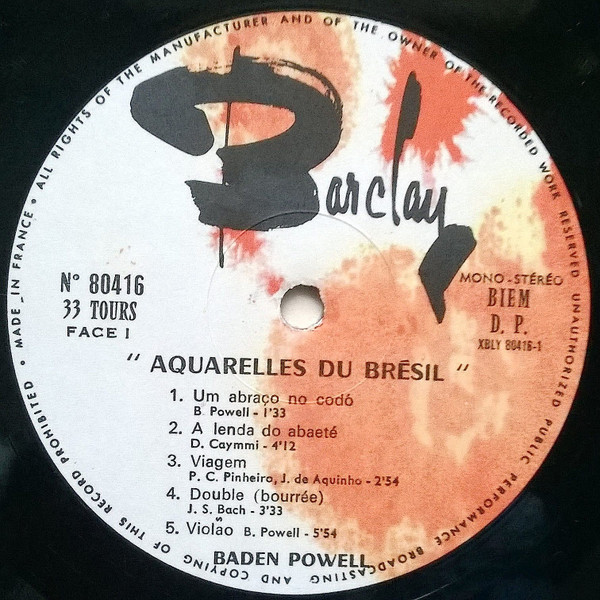 MADE IN FRANCE • ALL RIGHTS OF THE MANUFACTURER AND OF THE OWNER OF THE RECORDED WORK RESERVED UNAUTHORIZED PUBLIC PERFORMANCE BROADCASTING AND COPYING OF THIS RECORD PROHIBITED •
Barclay
N° 80416
33 TOURS
FACE 1
MONO - STÉRÉO
BIEM
D. P.
XBLY 80416-1
" AQUARELLES DU BRÉSIL "
1. Um abraço no codó
B. Powell - 1'33
2. A lenda do abaeté
D. Caymmi - 4'12
3. Viagem
P. C. Pinheiro, J. de Aquinho - 2'54
4. Double (bourrée)
J. S. Bach - 3'33
5. Violão B. Powell - 5'54
BADEN POWELL